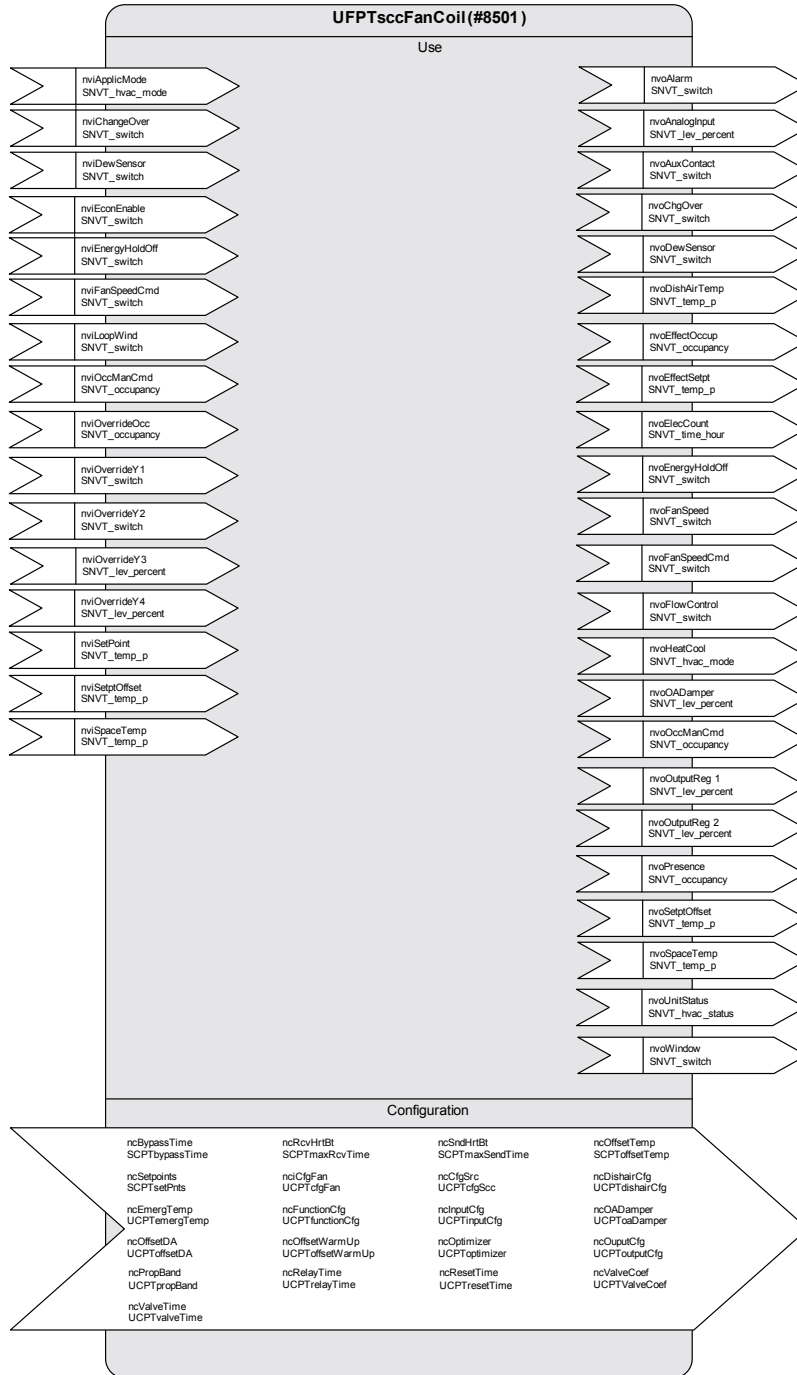 UFPTsccFanCoil(#8501)
Use
nviApplicMode
SNVT_hvac_mode
nviChangeOver
SNVT_switch
nviDewSensor
SNVT_switch
nviEconEnable
SNVT_switch
nviEnergyHoldOff
SNVT_switch
nviFanSpeedCmd
SNVT_switch
nviLoopWind
SNVT_switch
nviOccManCmd
SNVT_occupancy
nviOverrideOcc
SNVT_occupancy
nviOverrideY1
SNVT_switch
nviOverrideY2
SNVT_switch
nviOverrideY3
SNVT_lev_percent
nviOverrideY4
SNVT_lev_percent
nviSetPoint
SNVT_temp_p
nviSetptOffset
SNVT_temp_p
nviSpaceTemp
SNVT_temp_p
nvoAlarm
SNVT_switch
nvoAnalogInput
SNVT_lev_percent
nvoAuxContact
SNVT_switch
nvoChgOver
SNVT_switch
nvoDewSensor
SNVT_switch
nvoDishAirTemp
SNVT_temp_p
nvoEffectOccup
SNVT_occupancy
nvoEffectSetpt
SNVT_temp_p
nvoElecCount
SNVT_time_hour
nvoEnergyHoldOff
SNVT_switch
nvoFanSpeed
SNVT_switch
nvoFanSpeedCmd
SNVT_switch
nvoFlowControl
SNVT_switch
nvoHeatCool
SNVT_hvac_mode
nvoOADamper
SNVT_lev_percent
nvoOccManCmd
SNVT_occupancy
nvoOutputReg 1
SNVT_lev_percent
nvoOutputReg 2
SNVT_lev_percent
nvoPresence
SNVT_occupancy
nvoSetptOffset
SNVT_temp_p
nvoSpaceTemp
SNVT_temp_p
nvoUnitStatus
SNVT_hvac_status
nvoWindow
SNVT_switch
Configuration
ncBypassTime ncRcvHrtBt ncSndHrtBt ncOffsetTemp
SCPTbypassTime SCPTmaxRcvTime SCPTmaxSendTime SCPToffsetTemp
ncSetpoints nciCfgFan ncCfgSrc ncDishairCfg
SCPTsetPnts UCPTcfgFan UCPTcfgScc UCPTdishairCfg
ncEmergTemp ncFunctionCfg ncInputCfg ncOADamper
UCPTemergTemp UCPTfunctionCfg UCPTinputCfg UCPToaDamper
ncOffsetDA ncOffsetWarmUp ncOptimizer ncOuputCfg
UCPToffsetDA UCPToffsetWarmUp UCPToptimizer UCPToutputCfg
ncPropBand ncRelayTime ncResetTime ncValveCoef
UCPTpropBand UCPTrelayTime UCPTresetTime UCPTValveCoef
ncValveTime
UCPTvalveTime